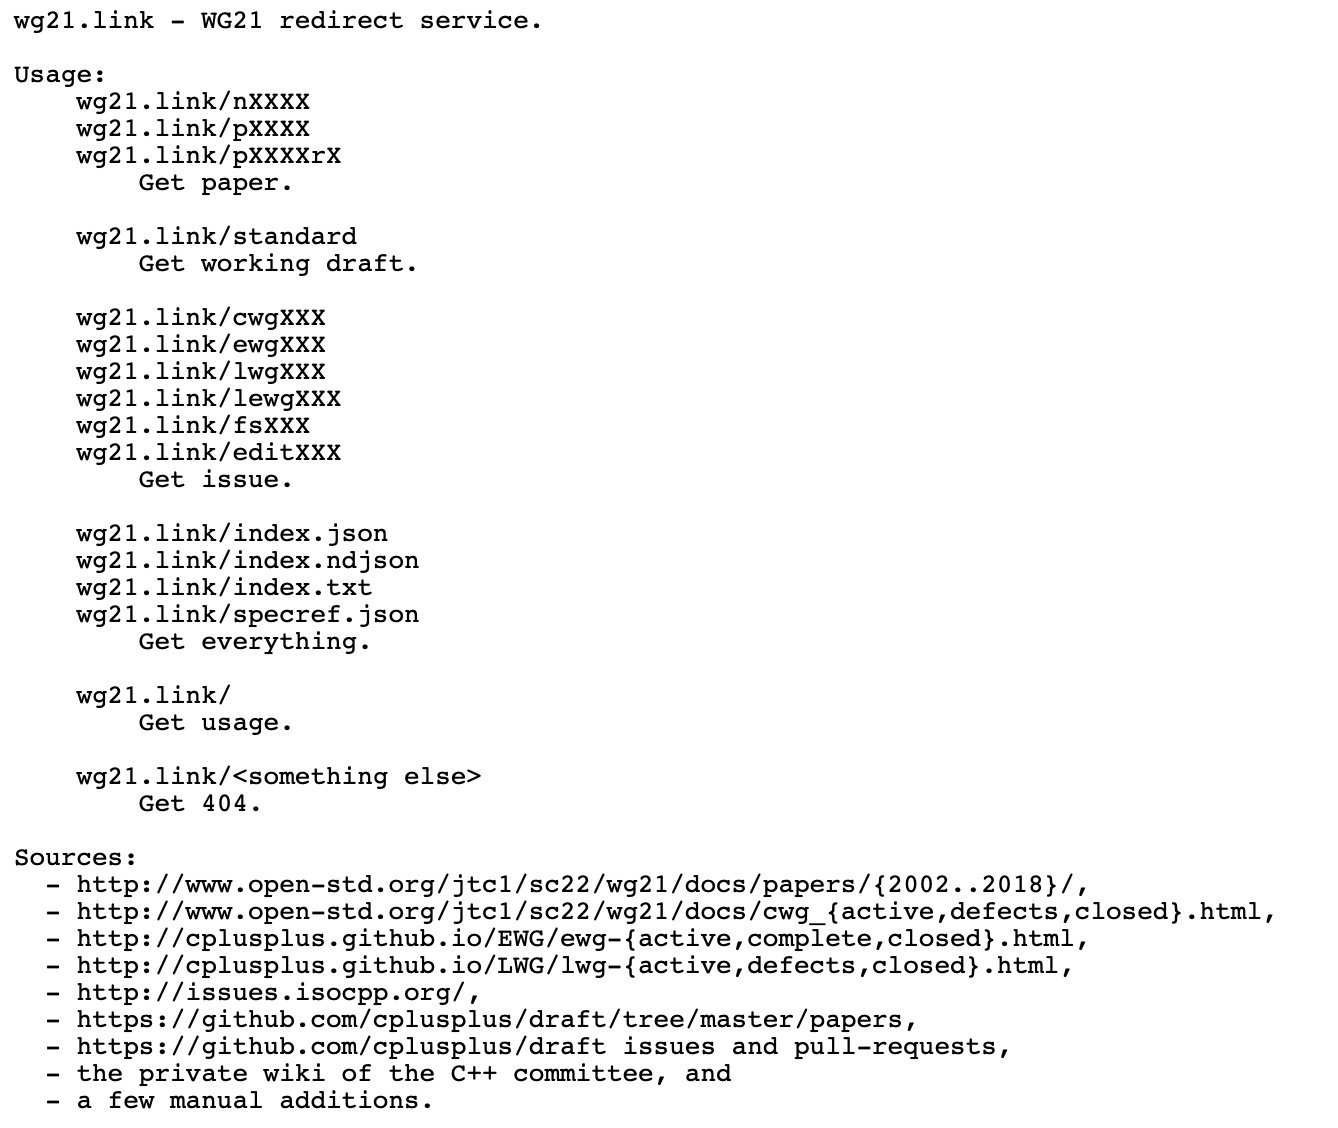 wg21.link - WG21 redirect service.
Usage:
wg21.link/nXXXX
wg21.link/pXXXX
wg21.link/pXXXXrX
Get paper.
wg21.link/standard
Get working draft.
wg21.link/cwgXXX
wg21.link/ewgXXX
wg21.link/lwgXXX
wg21.link/lewgXXX
wg21.link/fsXXX
wg21.link/editXXX
Get issue.
wg21.link/index.json
wg21.link/index.ndjson
wg21.link/index.txt
wg21.link/specref.json
Get everything.
wg21.link/
Get usage.
wg21.link/<something else>
Get 404.
Sources:
- http://www.open-std.org/jtc1/sc22/wg21/docs/papers/{2002..2018}/,
- http://www.open-std.org/jtc1/sc22/wg21/docs/cwg_{active,defects,closed}.html,
- http://cplusplus.github.io/EWG/ewg-{active,complete,closed}.html,
- http://cplusplus.github.io/LWG/lwg-{active,defects,closed}.html,
- http://issues.isocpp.org/,
- https://github.com/cplusplus/draft/tree/master/papers,
- https://github.com/cplusplus/draft issues and pull-requests,
- the private wiki of the C++ committee, and
- a few manual additions.